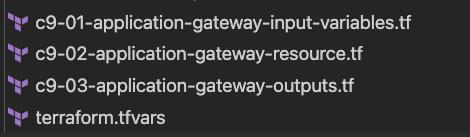 c9-01-application-gateway-input-variables.tf
c9-02-application-gateway-resource.tf
c9-03-application-gateway-outputs.tf
terraform.tfvars